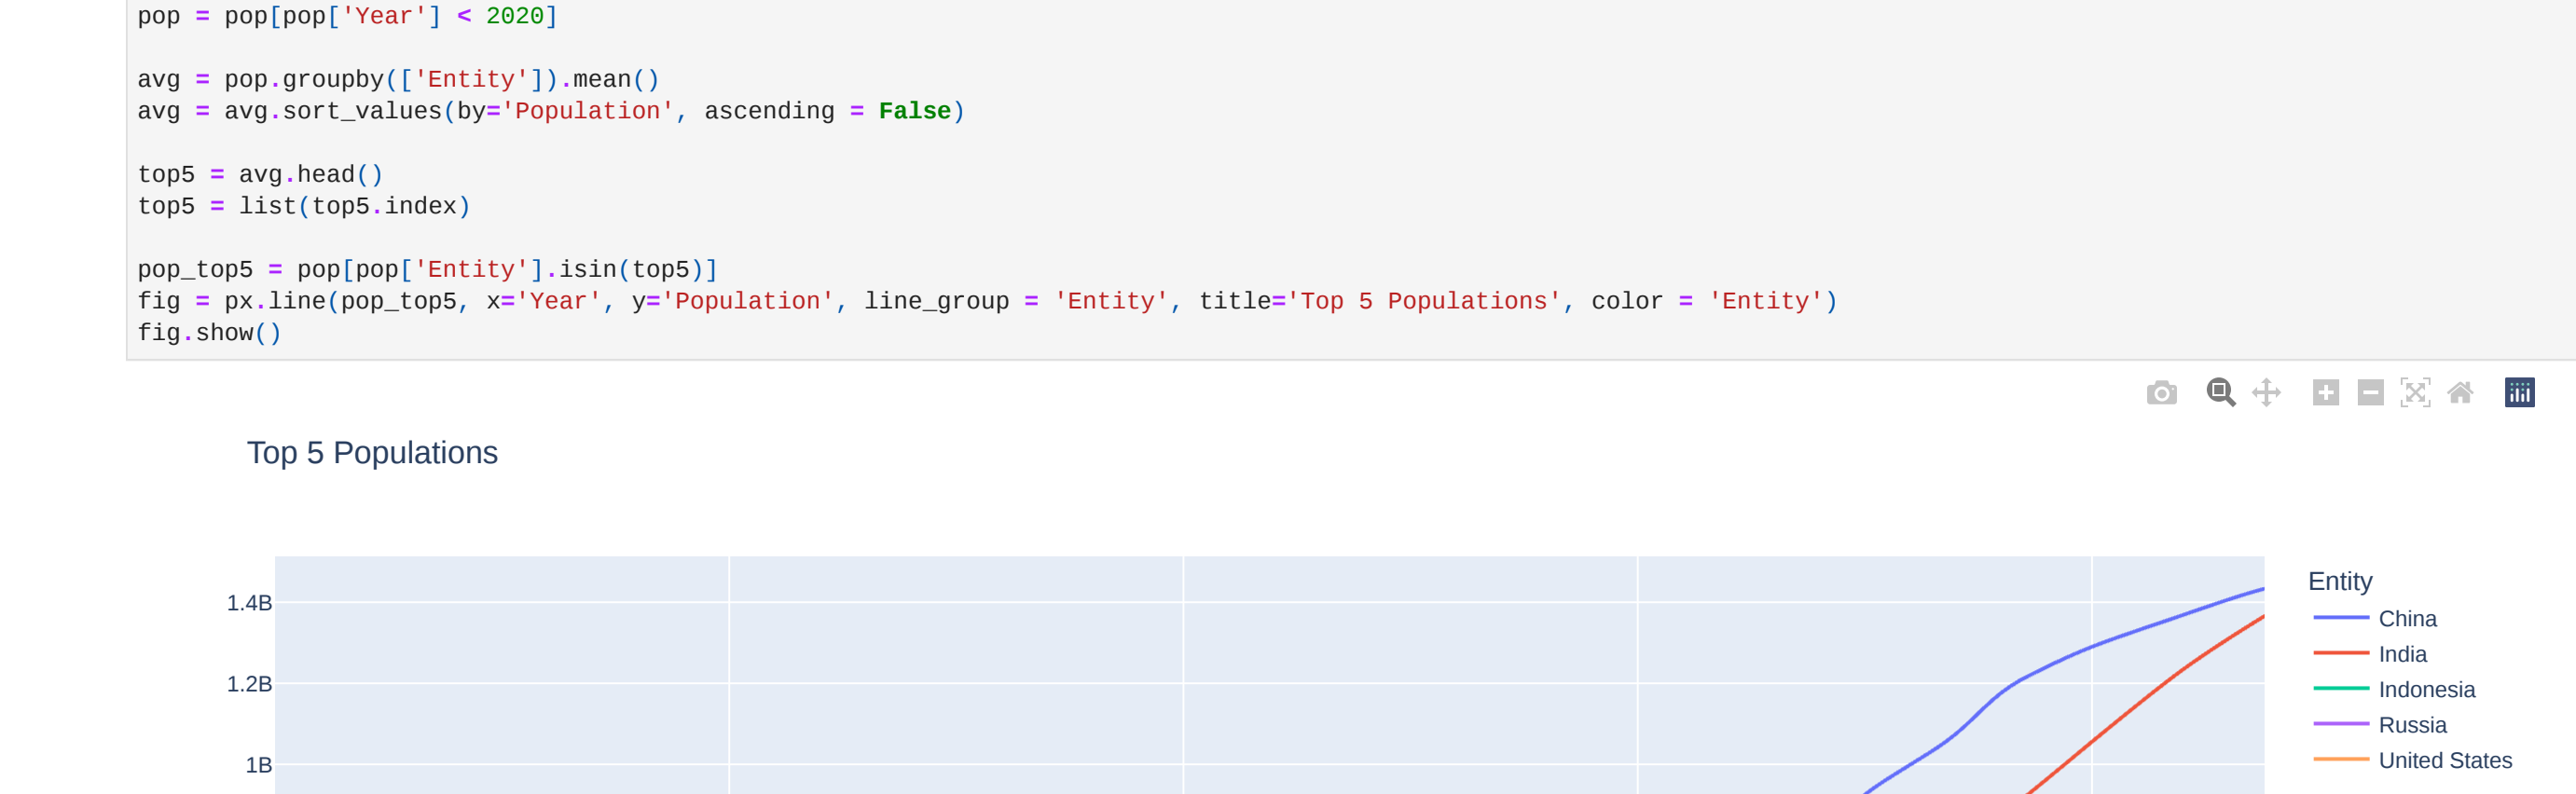 pop = pop[pop['Year'] < 2020]
avg = pop.groupby(['Entity']).mean()
avg = avg.sort_values(by='Population', ascending = False)
top5 = avg.head()
top5 = list(top5.index)
pop_top5 = pop[pop['Entity'].isin(top5)]
fig = px.line(pop_top5, x='Year', y='Population', line_group = 'Entity', title='Top 5 Populations', color = 'Entity')
fig.show()
Top 5 Populations
1.4B
1.2B
1B
Entity
China
India
Indonesia
Russia
United States